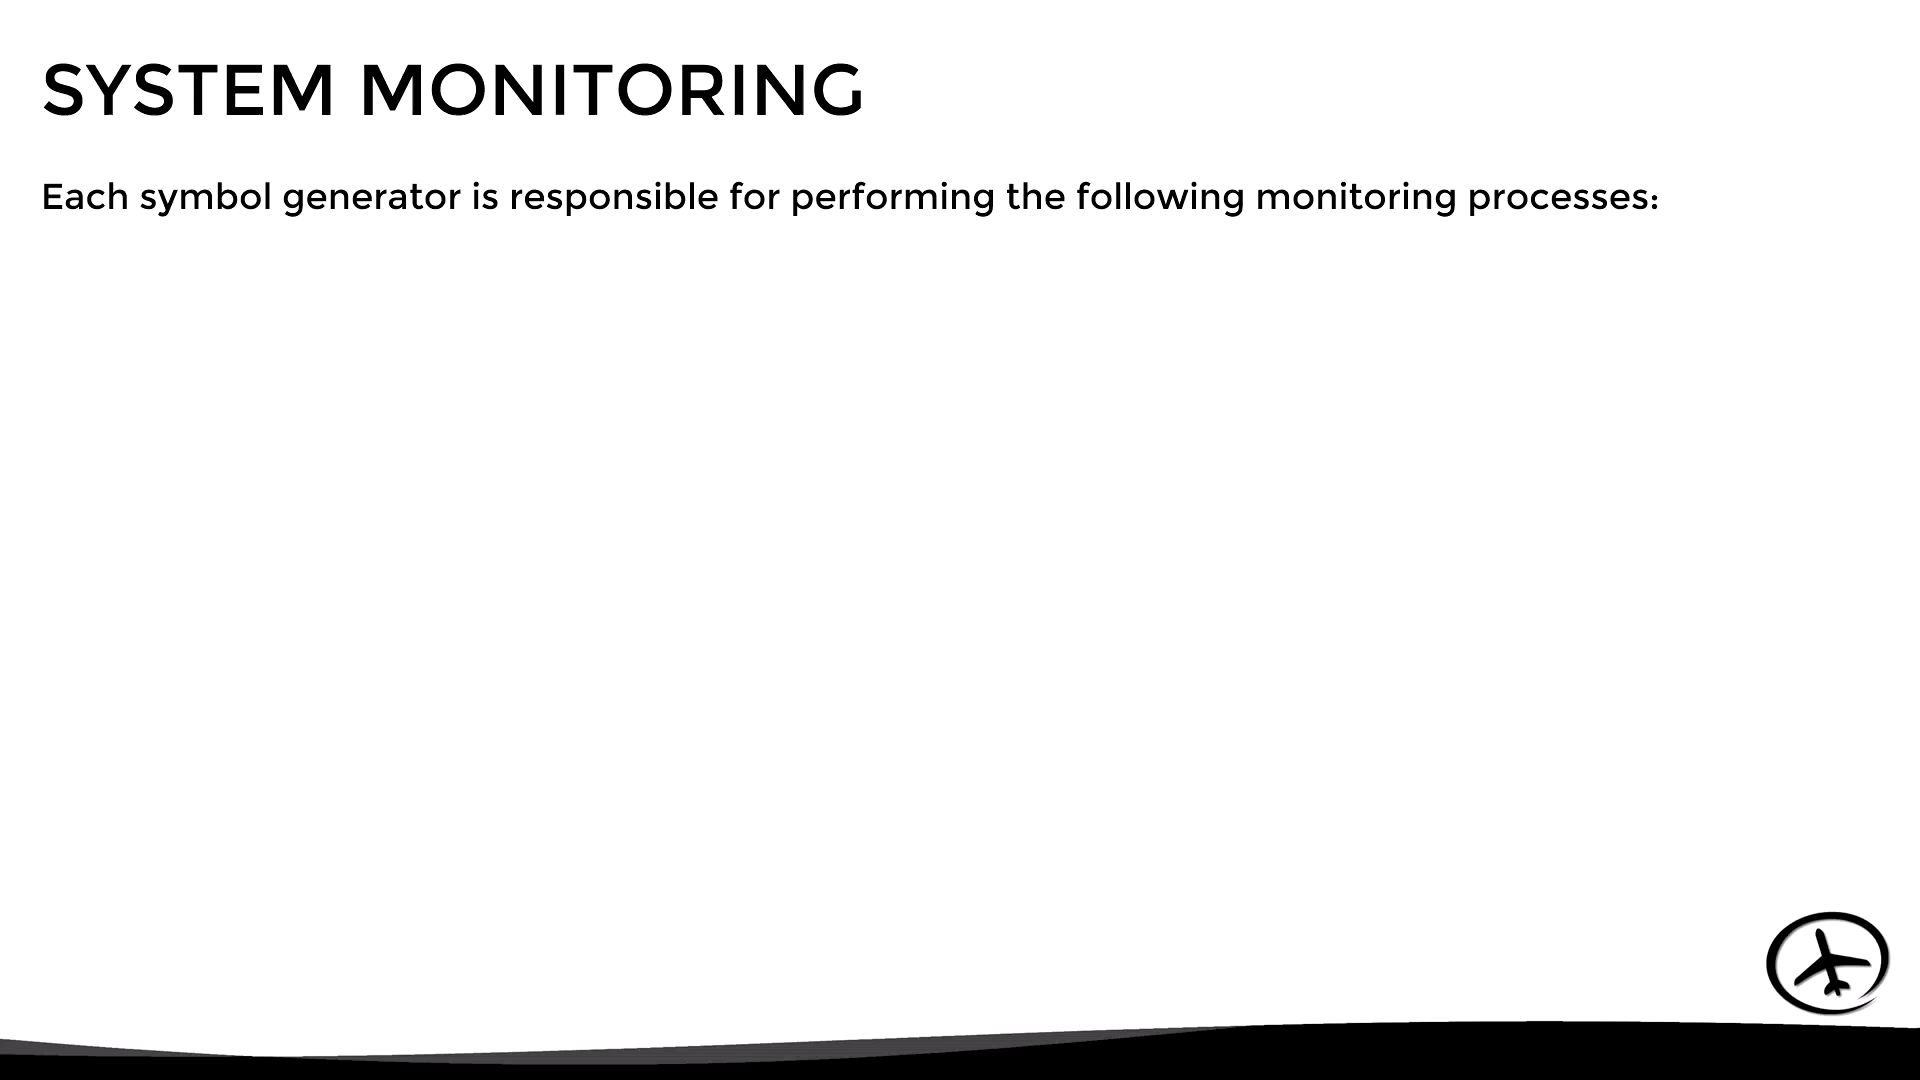 SYSTEM MONITORING
Each symbol generator is responsible for performing the following monitoring processes: